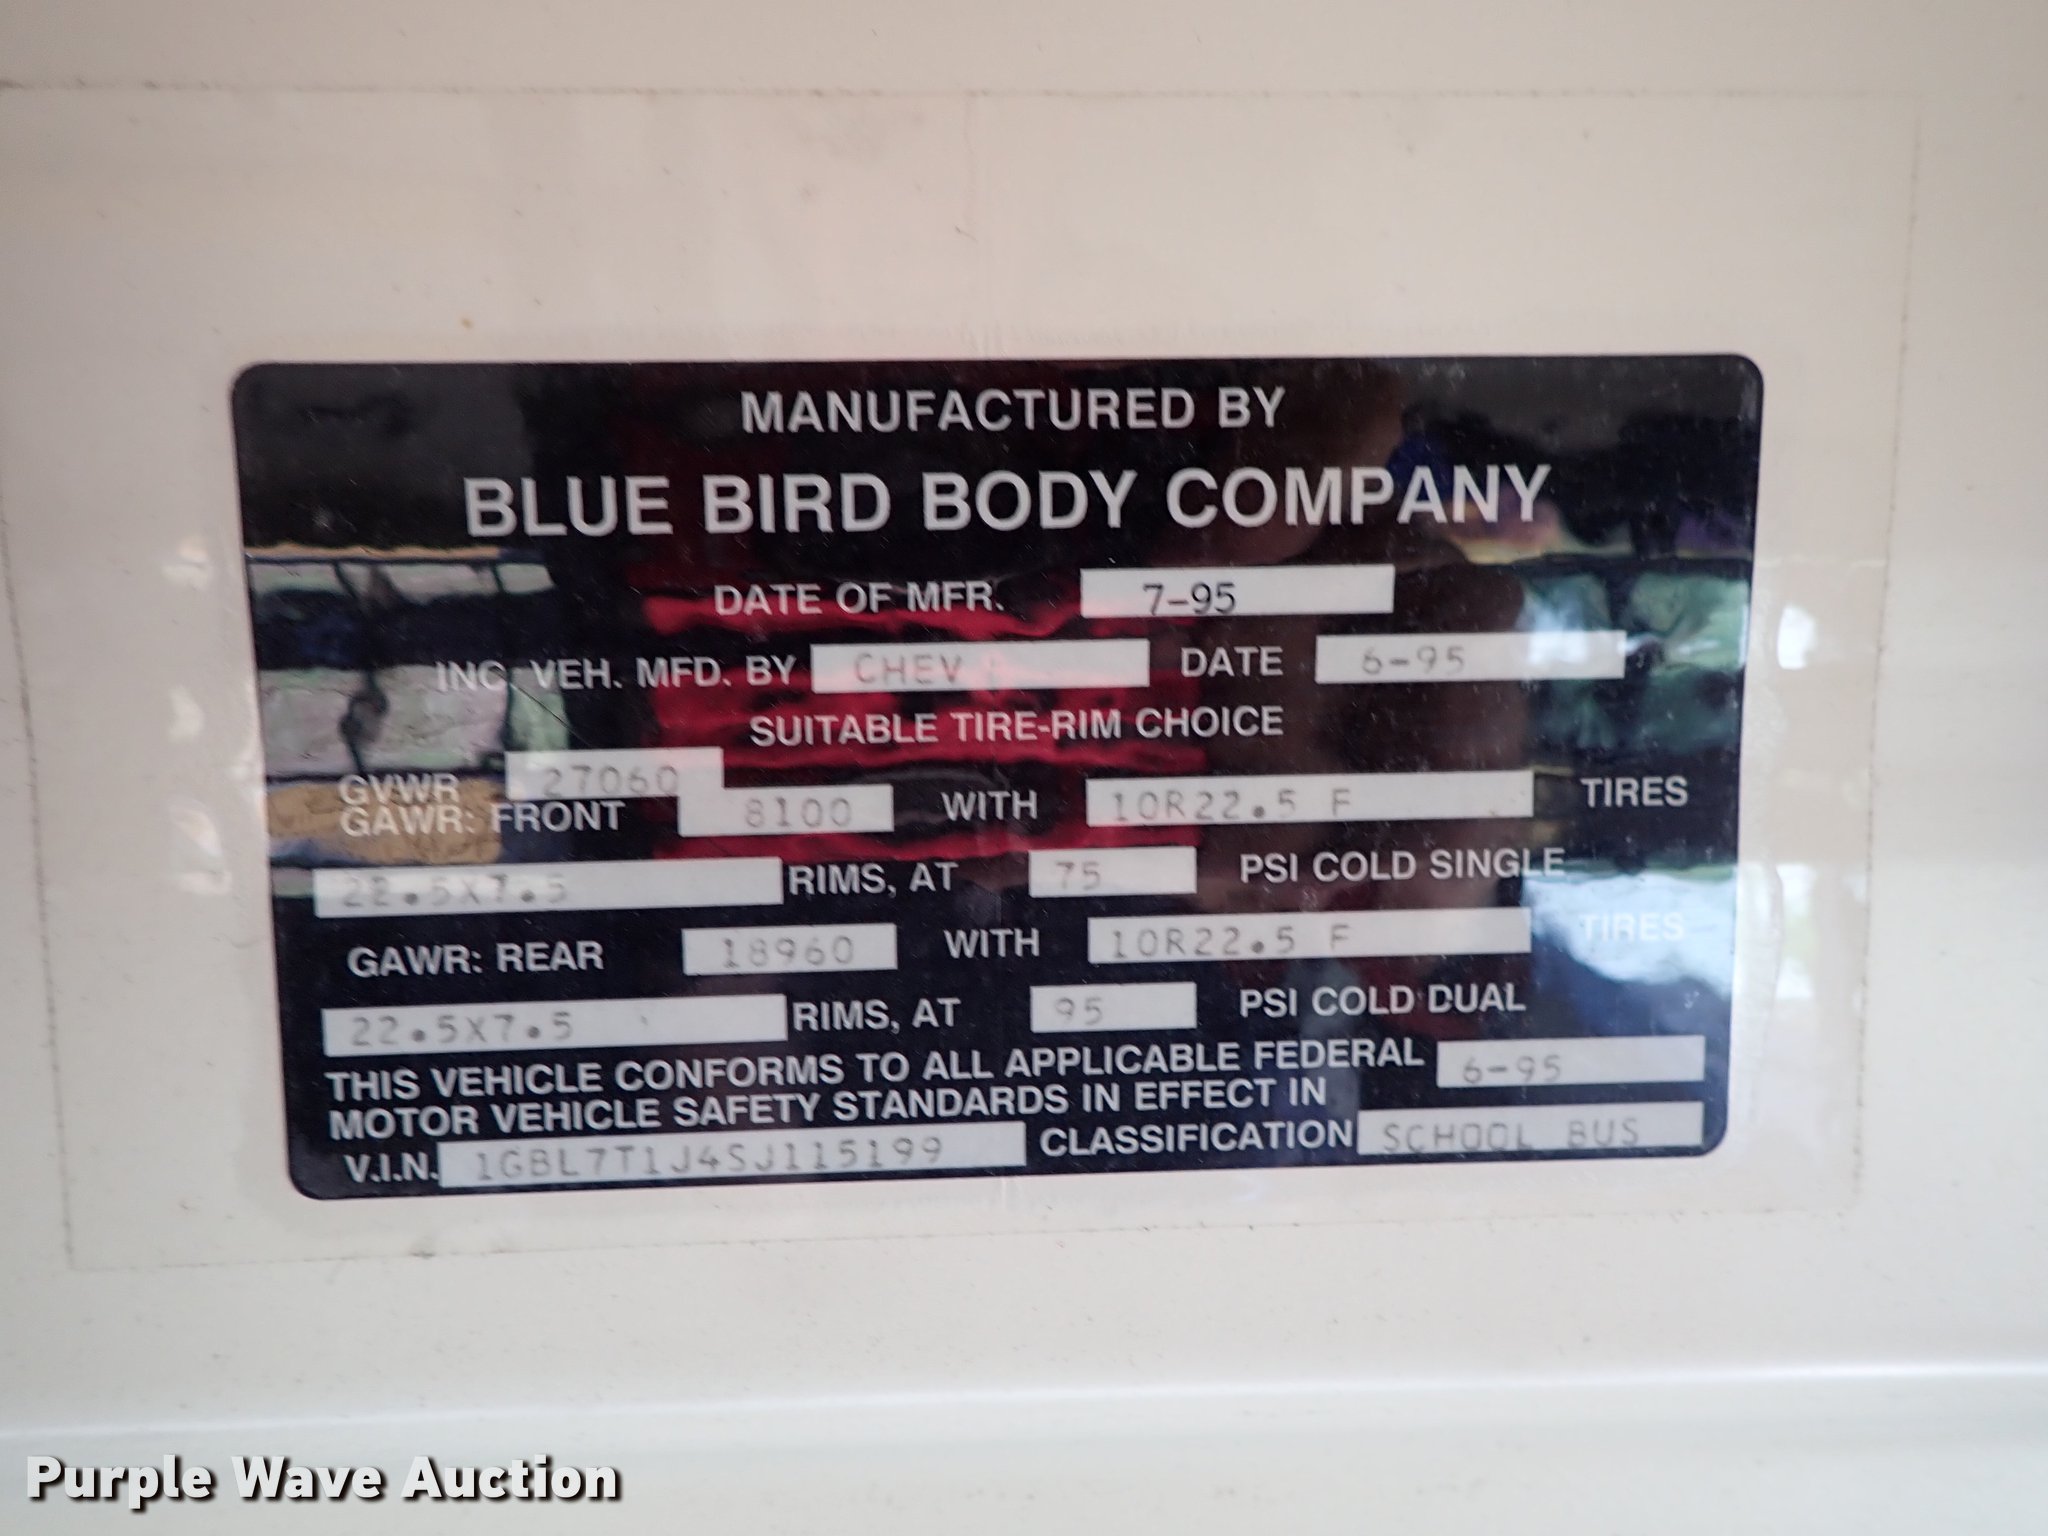 MANUFACTURED BY
BLUE BIRD BODY COMPANY
DATE OF MFR. 7-95
INC. VEH. MFD. BY CHEV DATE 6-95
SUITABLE TIRE-RIM CHOICE
GVWR 27060
GAWR: FRONT 8100 WITH 10R22.5 F TIRES
22.5X7.5 RIMS, AT 75 PSI COLD SINGLE
GAWR: REAR 18960 WITH 10R22.5 F TIRES
22.5X7.5 RIMS, AT 95 PSI COLD DUAL
THIS VEHICLE CONFORMS TO ALL APPLICABLE FEDERAL 6-95
MOTOR VEHICLE SAFETY STANDARDS IN EFFECT IN
V.I.N. 1GBL7T1J4SJ115199 CLASSIFICATION SCHOOL BUS
Purple Wave Auction